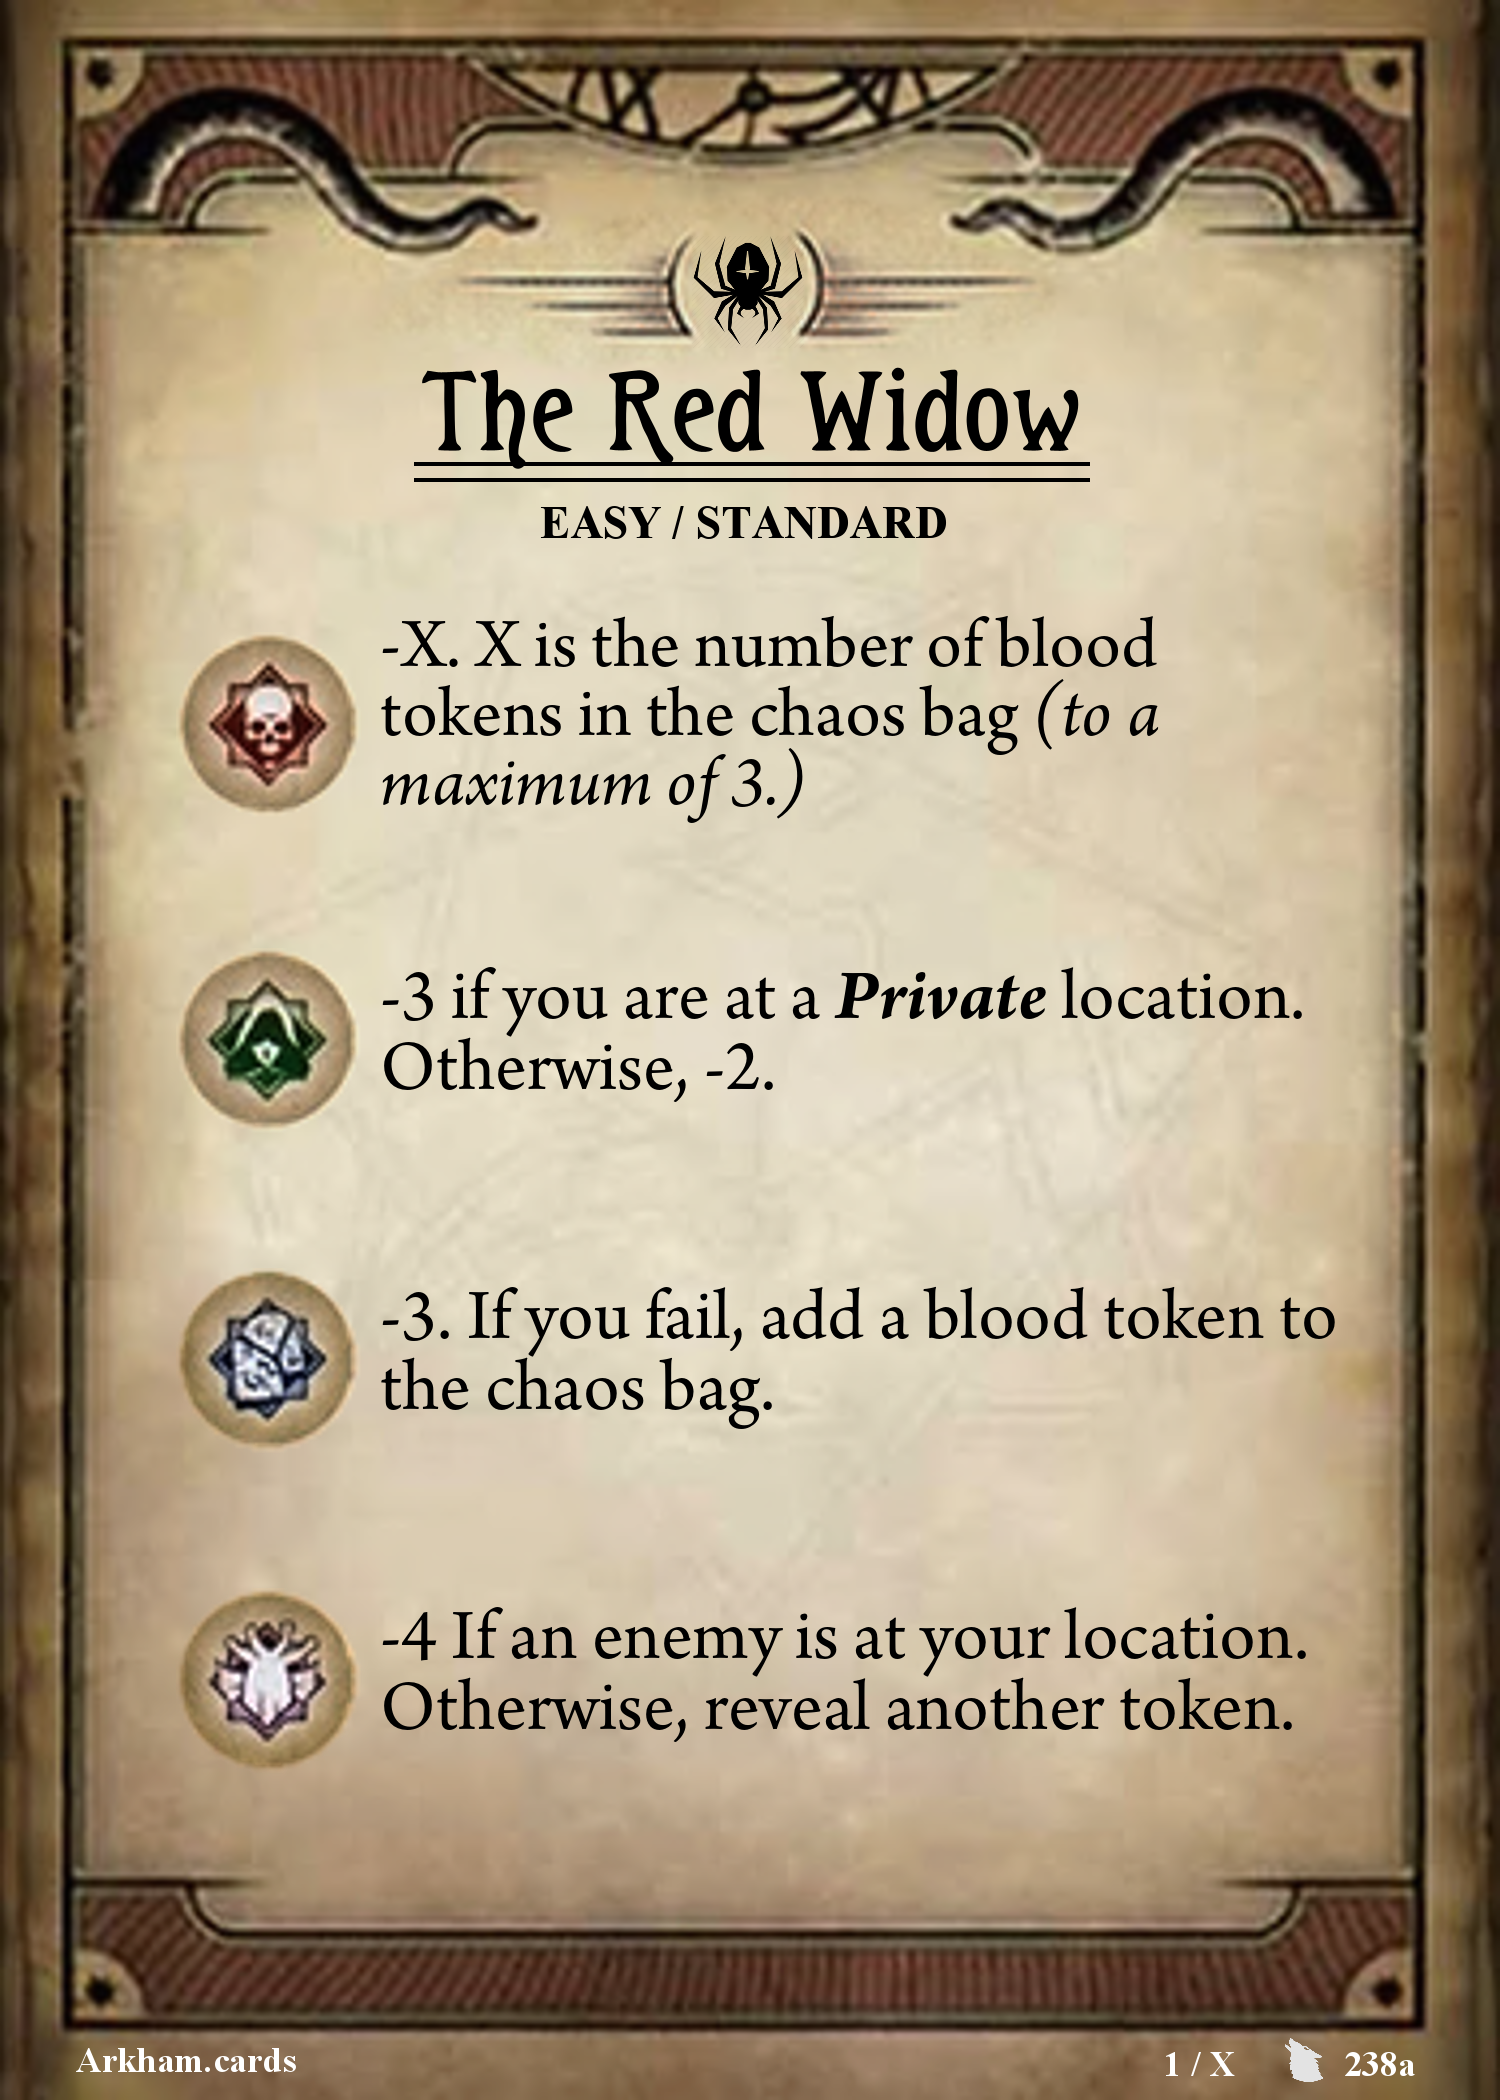 The Red Widow
EASY / STANDARD
-X. X is the number of blood
tokens in the chaos bag (to a
maximum of 3.)
-3 if you are at a Private location.
Otherwise, -2.
-3. If you fail, add a blood token to
the chaos bag.
-4 If an enemy is at your location.
Otherwise, reveal another token.
Arkham.cards
1 / X
238a